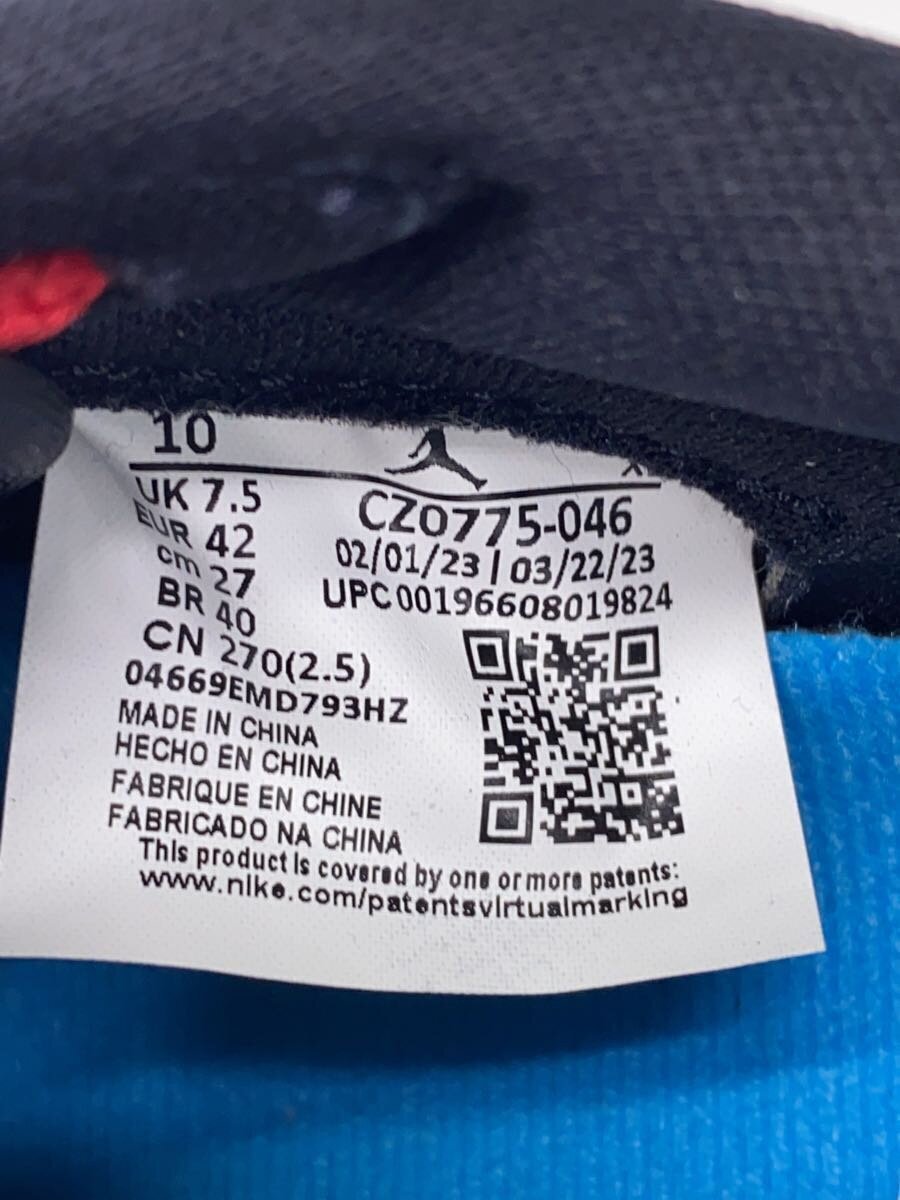 10
UK 7.5
EUR 42
cm 27
BR 40
CN 270(2.5)
04669EMD793HZ
CZ0775-046
02/01/23 | 03/22/23
UPC00196608019824
MADE IN CHINA
HECHO EN CHINA
FABRIQUE EN CHINE
FABRICADO NA CHINA
This product is covered by one or more patents:
www.nike.com/patentsvirtualmarking